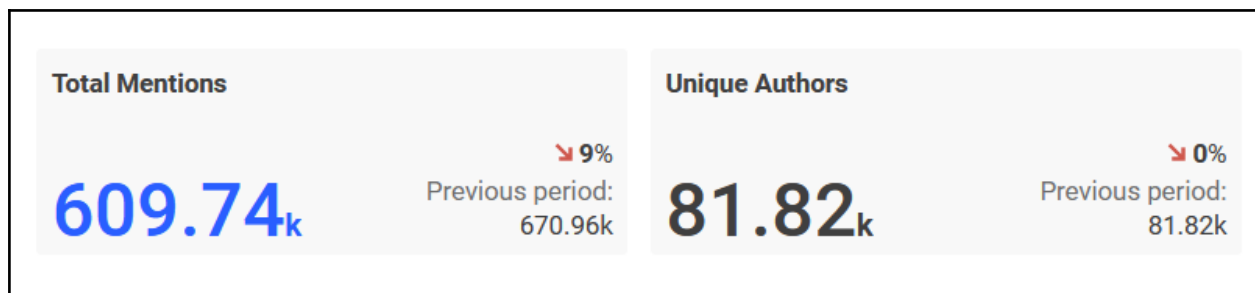 Total Mentions
9%
609.74k
Previous period:
670.96k
Unique Authors
0%
81.82k
Previous period:
81.82k